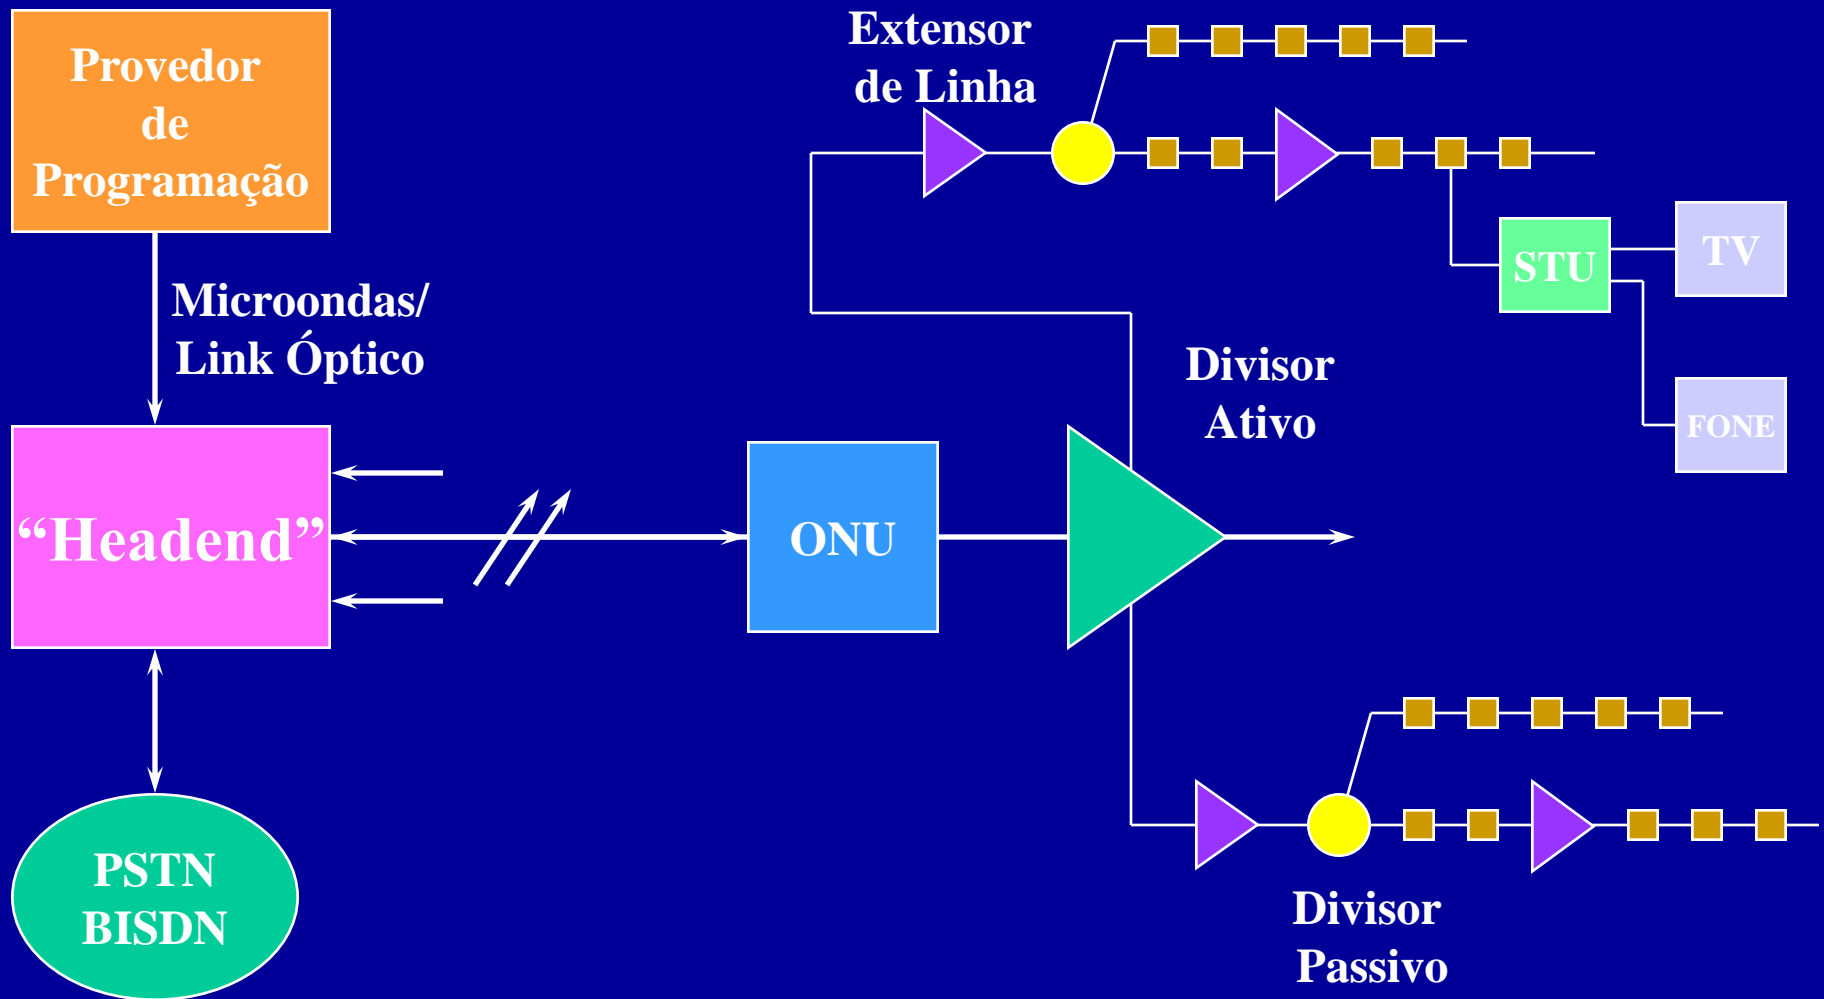 Provedor
de
Programação
Microondas/
Link Óptico
“Headend”
PSTN
BISDN
ONU
Extensor
de Linha
Divisor
Ativo
STU
TV
FONE
Divisor
Passivo